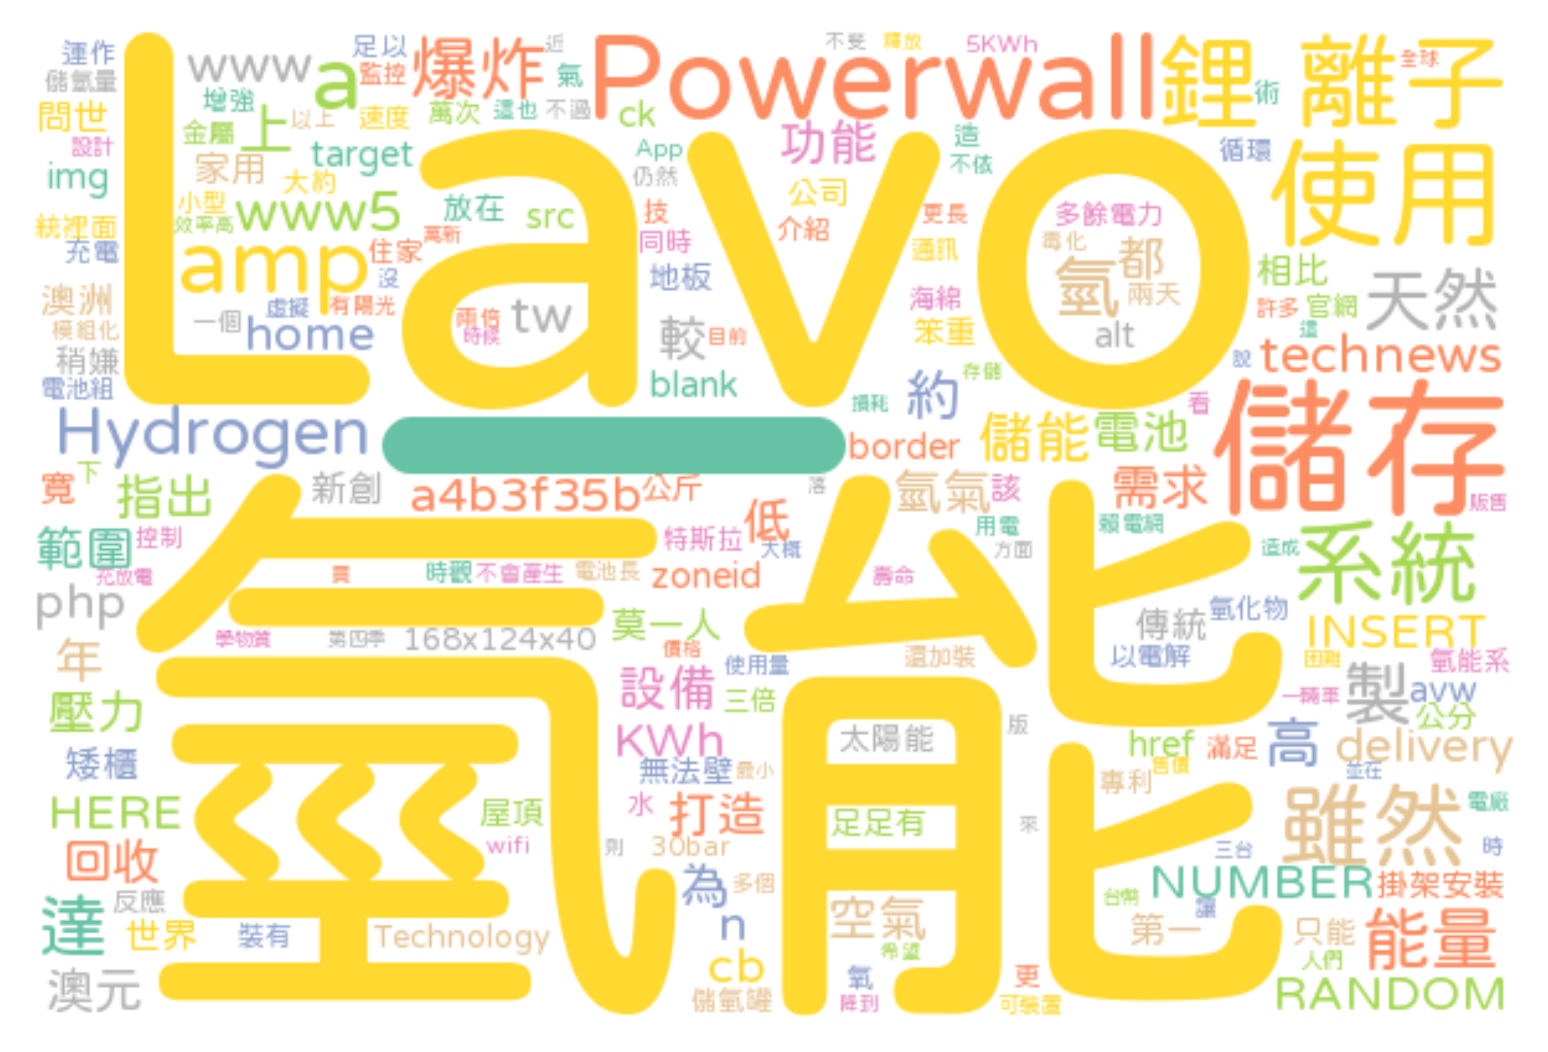 運作 www a 足以 爆炸 近 Powerwall 不受 釋放 5KWh 鋰 離子 全球
儲氫量 監控 氣 術
問世 增強 上 以上 速度 萬次 這也 不過 ck
設計 金屬 target App 功能 造 循環 使用
img 家用 大約 仍然 不依
統裡面 小型 www5 放在 src 技 公司 更長 多餘電力
效率高 萬新 同時 介紹
充電 Lavo amp 住家 沒 地板 通訊 毒化 都 相比
澳洲 虛擬 有陽光 兩倍 tw 海綿 氫 兩天 許多 官網 天然
模組化 一個 home 時候 較 目前 笨重 alt 這
稍嫌 blank 存儲 說 technews
電池組 損耗 約 看
Hydrogen border 儲能 電池 儲存
寬 下 指出 新創 a4b3f35b 公斤 落 氫氣 該 需求 販售
範圍 控制 特斯拉 低 大概 用電 方面 賴電網 造成 系統
充放電 買 時觀 不會產生 電池長 zoneid 壽命
php 氫能 學物質 第四季 168x124x40 莫一人 傳統 氫化物 INSERT
年 價格 使用量 還加裝 以電解 困難 氫能系
壓力 設備 三倍 一輛車 製 avw
矮櫃 KWh 太陽能 版 href 滿足 高 公分 delivery
無法壁 最小 售價 並在
HERE 屋頂 水 打造 足足有 專利 雖然 電廠
回收 wifi 則 30bar 來 三台 時
反應 為 多個 NUMBER 掛架安裝
達 世界 裝有 Technology n 空氣 台幣 讓 第一 只能 能量
cb 希望 人們
澳元 儲氫罐 氧 降到 更 可裝置 RANDOM